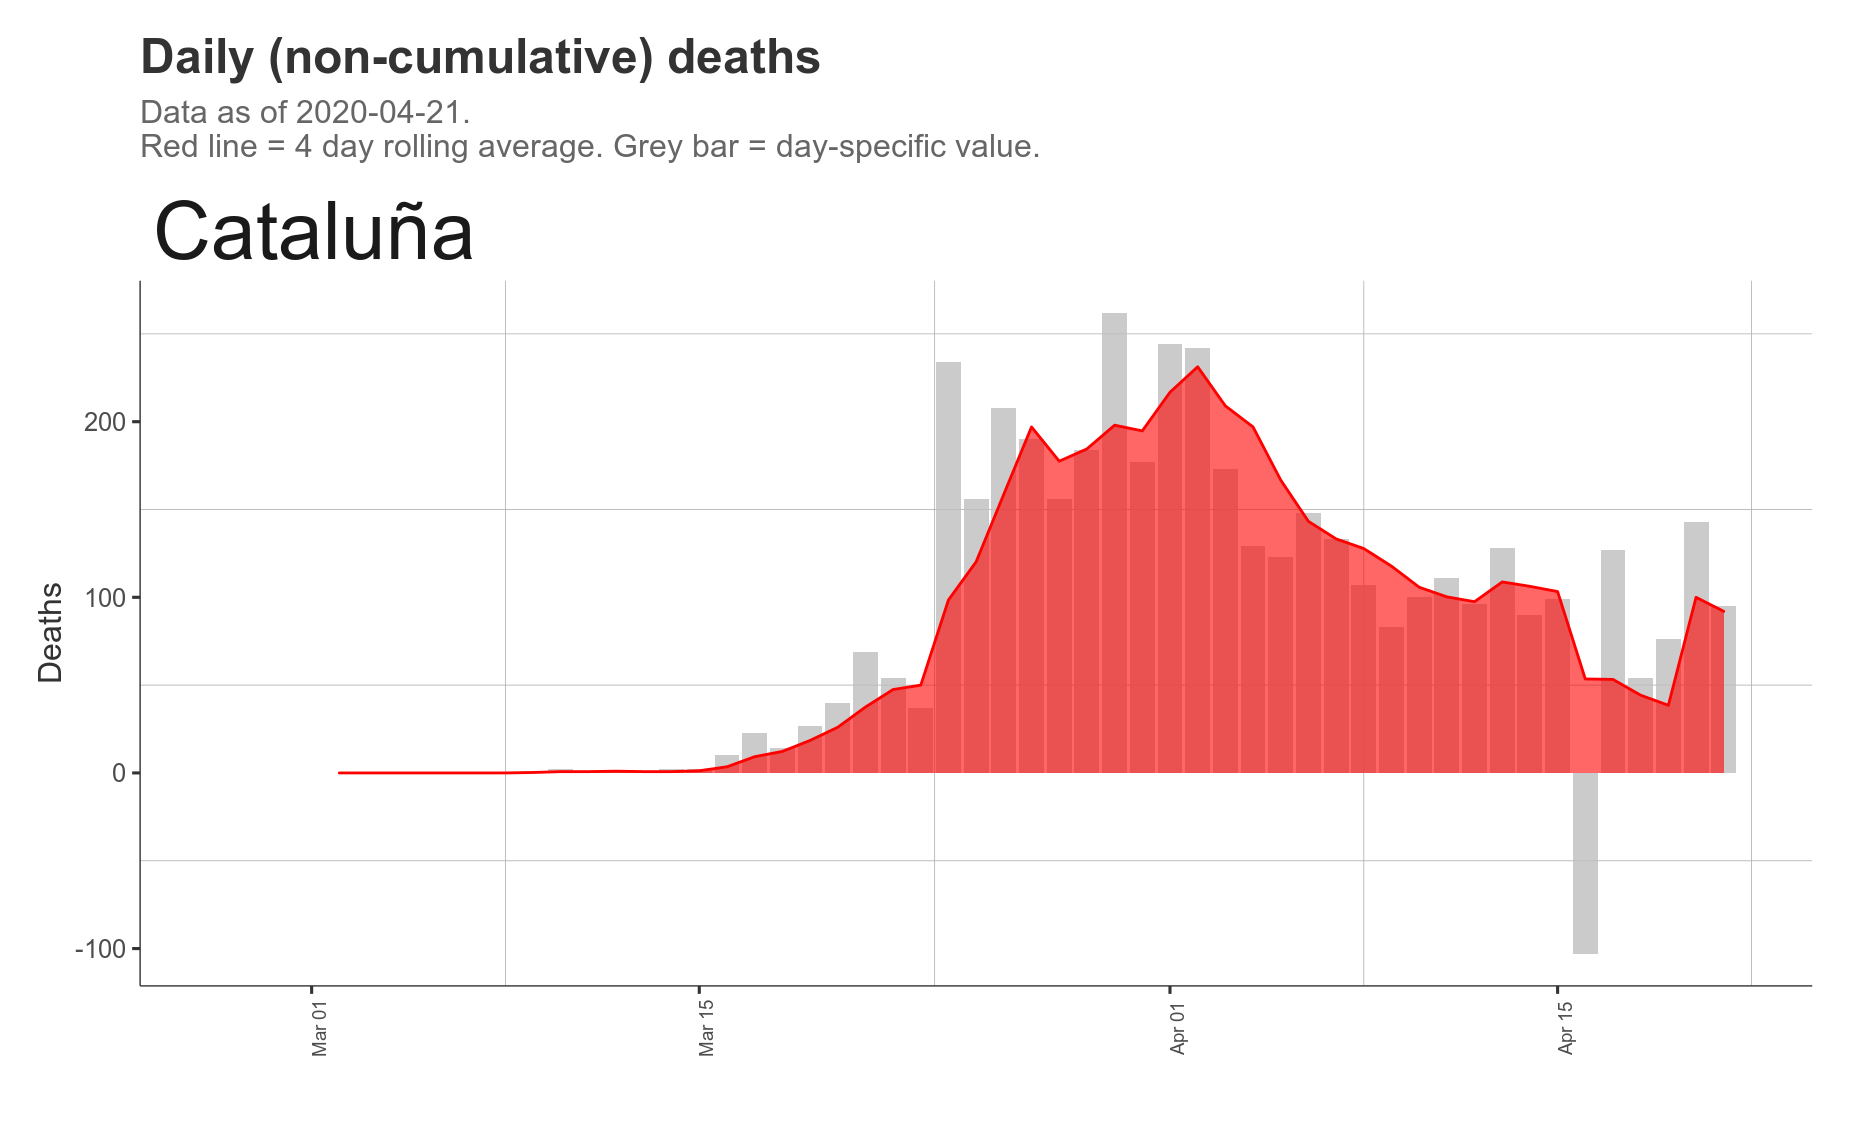 Daily (non-cumulative) deaths
Data as of 2020-04-21.
Red line = 4 day rolling average. Grey bar = day-specific value.
Cataluña
Deaths
200
100
0
-100
Mar 01
Mar 15
Apr 01
Apr 15